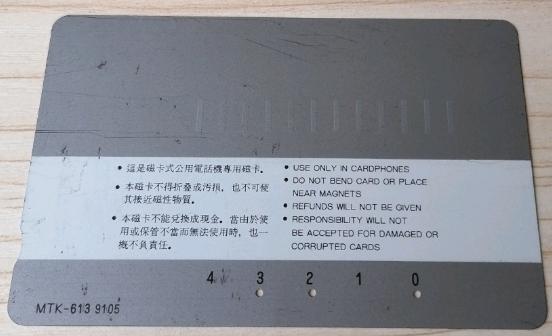 • 這是磁卡式公用電話機專用磁卡.
• 本磁卡不得折叠或污損, 也不可使
其接近磁性物質.
• 本磁卡不能兌換成現金. 當由於使
用或保管不當而無法使用時, 也一
概不負責任.
• USE ONLY IN CARDPHONES
• DO NOT BEND CARD OR PLACE
NEAR MAGNETS
• REFUNDS WILL NOT BE GIVEN
• RESPONSIBILITY WILL NOT
BE ACCEPTED FOR DAMAGED OR
CORRUPTED CARDS
4 3 2 1 0
MTK-613 9105